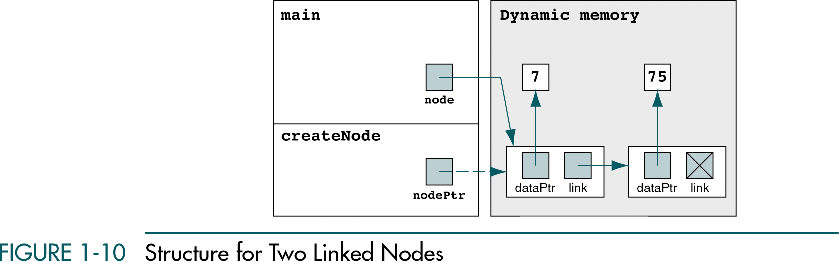 main
Dynamic memory
7
75
node
createNode
nodePtr
dataPtr link
dataPtr link
FIGURE 1-10 Structure for Two Linked Nodes